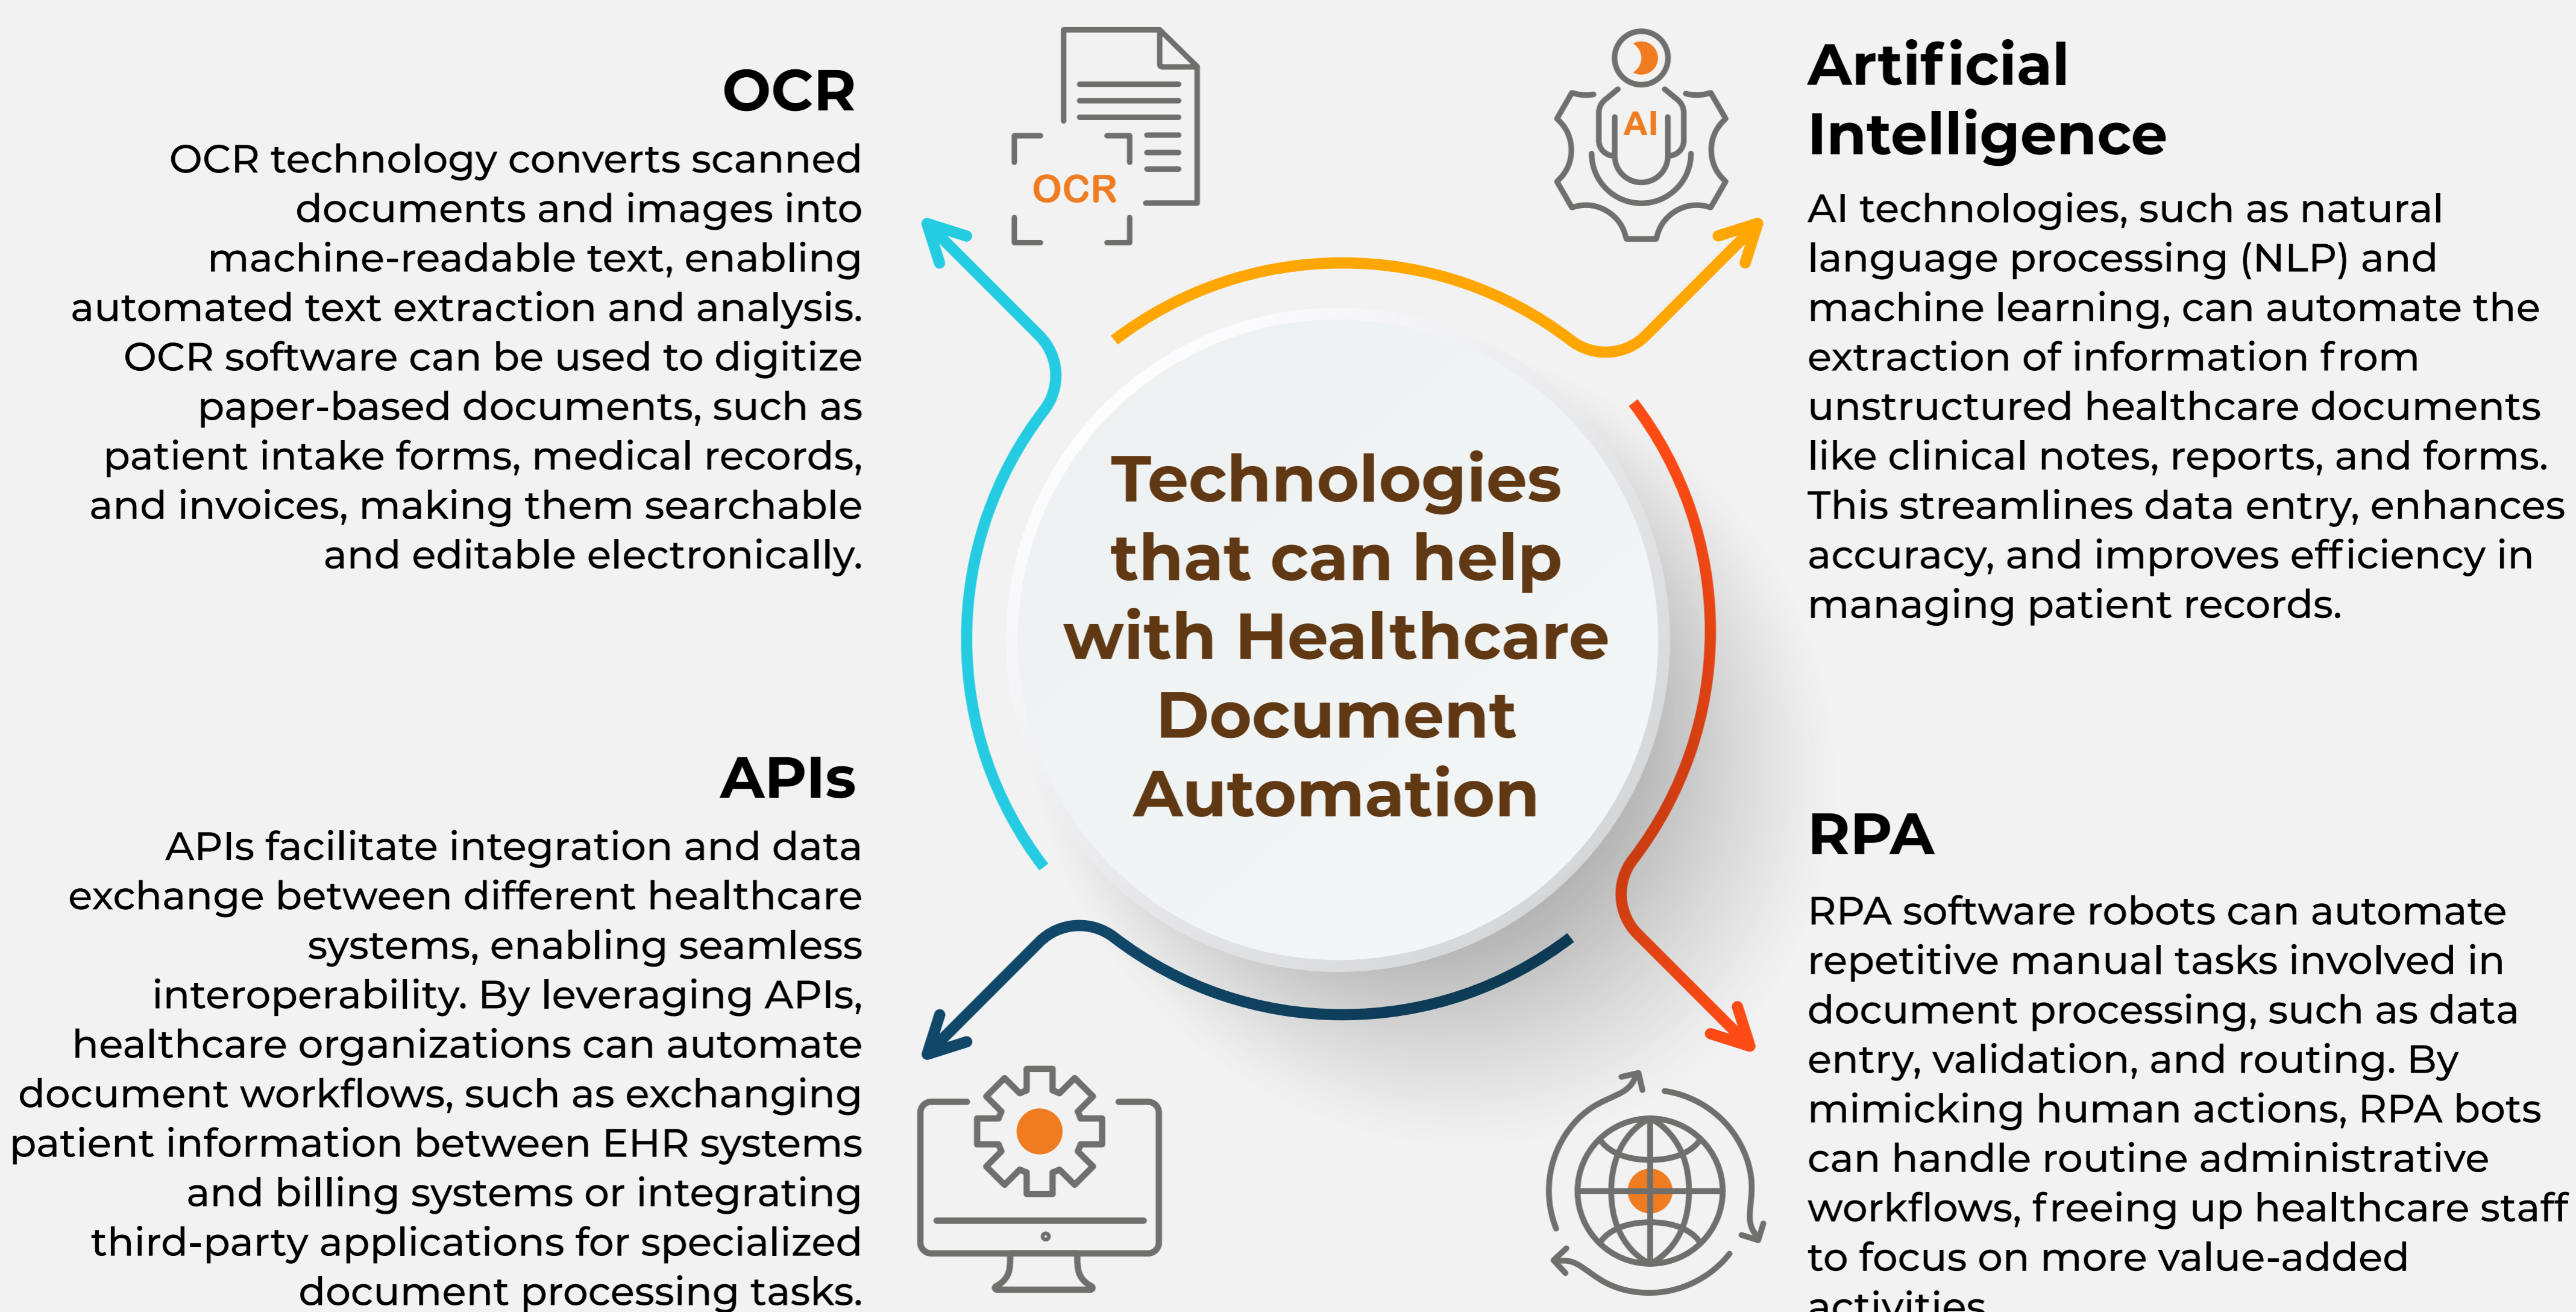 OCR
OCR technology converts scanned
documents and images into
machine-readable text, enabling
automated text extraction and analysis.
OCR software can be used to digitize
paper-based documents, such as
patient intake forms, medical records,
and invoices, making them searchable
and editable electronically.
OCR
AI
Artificial
Intelligence
AI technologies, such as natural
language processing (NLP) and
machine learning, can automate the
extraction of information from
unstructured healthcare documents
like clinical notes, reports, and forms.
This streamlines data entry, enhances
accuracy, and improves efficiency in
managing patient records.
Technologies
that can help
with Healthcare
Document
Automation
APIs
APIs facilitate integration and data
exchange between different healthcare
systems, enabling seamless
interoperability. By leveraging APIs,
healthcare organizations can automate
document workflows, such as exchanging
patient information between EHR systems
and billing systems or integrating
third-party applications for specialized
document processing tasks.
RPA
RPA software robots can automate
repetitive manual tasks involved in
document processing, such as data
entry, validation, and routing. By
mimicking human actions, RPA bots
can handle routine administrative
workflows, freeing up healthcare staff
to focus on more value-added
activities